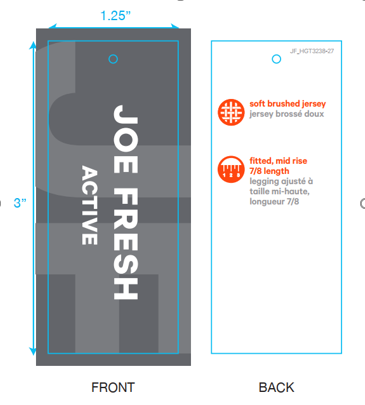 1.25”
3”
JOE FRESH
ACTIVE
JF_HGT3238-27
soft brushed jersey
jersey brossé doux
fitted, mid rise
7/8 length
legging ajusté à
taille mi-haute,
longueur 7/8
FRONT
BACK